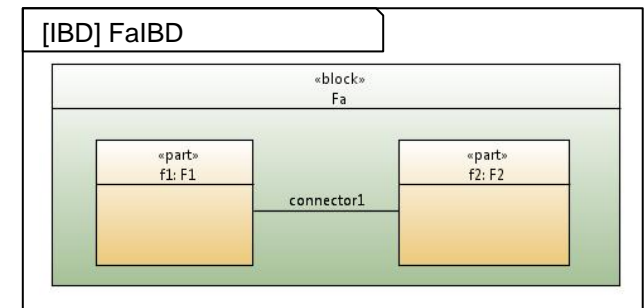 [IBD] FaIBD
«block»
Fa
«part»
f1: F1
«part»
f2: F2
connector1